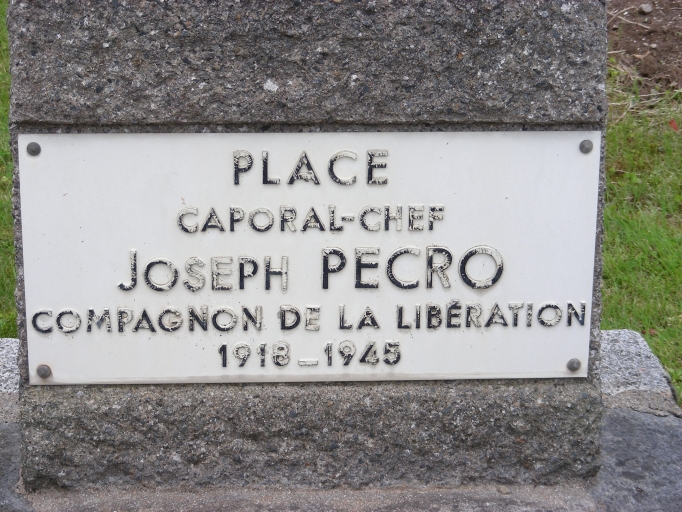 PLACE
CAPORAL-CHEF
JOSEPH PECRO
COMPAGNON DE LA LIBÉRATION
1918_1945